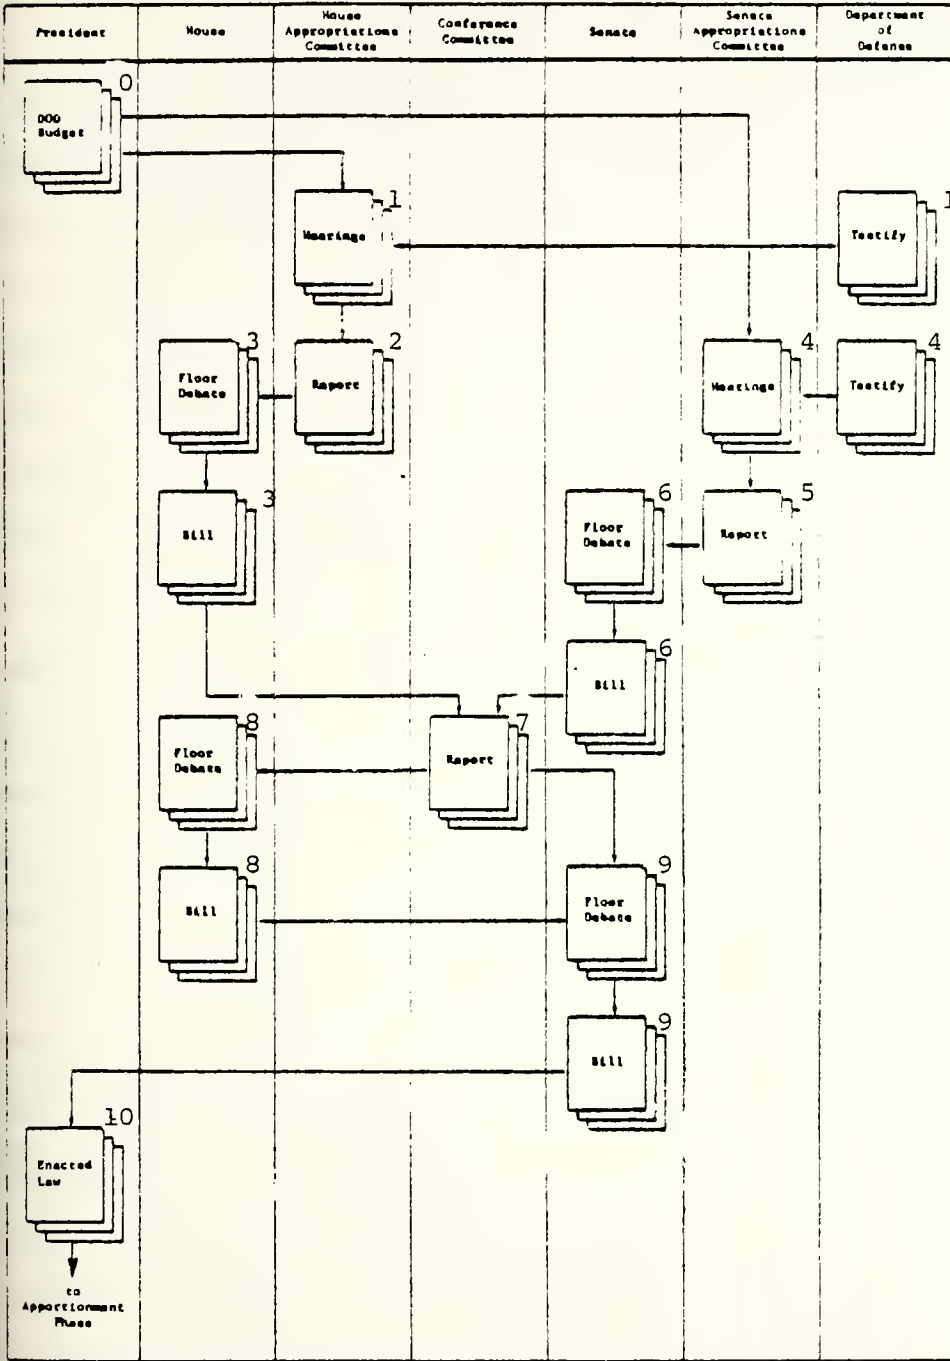 President
House
House
Appropriations
Committee
Conference
Committee
Senate
Senate
Appropriations
Committee
Department
of
Defense
0
DOD
Budget
1
Hearings
1
Testify
3
Floor
Debate
2
Report
4
Hearings
4
Testify
3
Bill
6
Floor
Debate
5
Report
6
Bill
8
Floor
Debate
7
Report
8
Bill
9
Floor
Debate
9
Bill
10
Enacted
Law
to
Apportionment
Phase